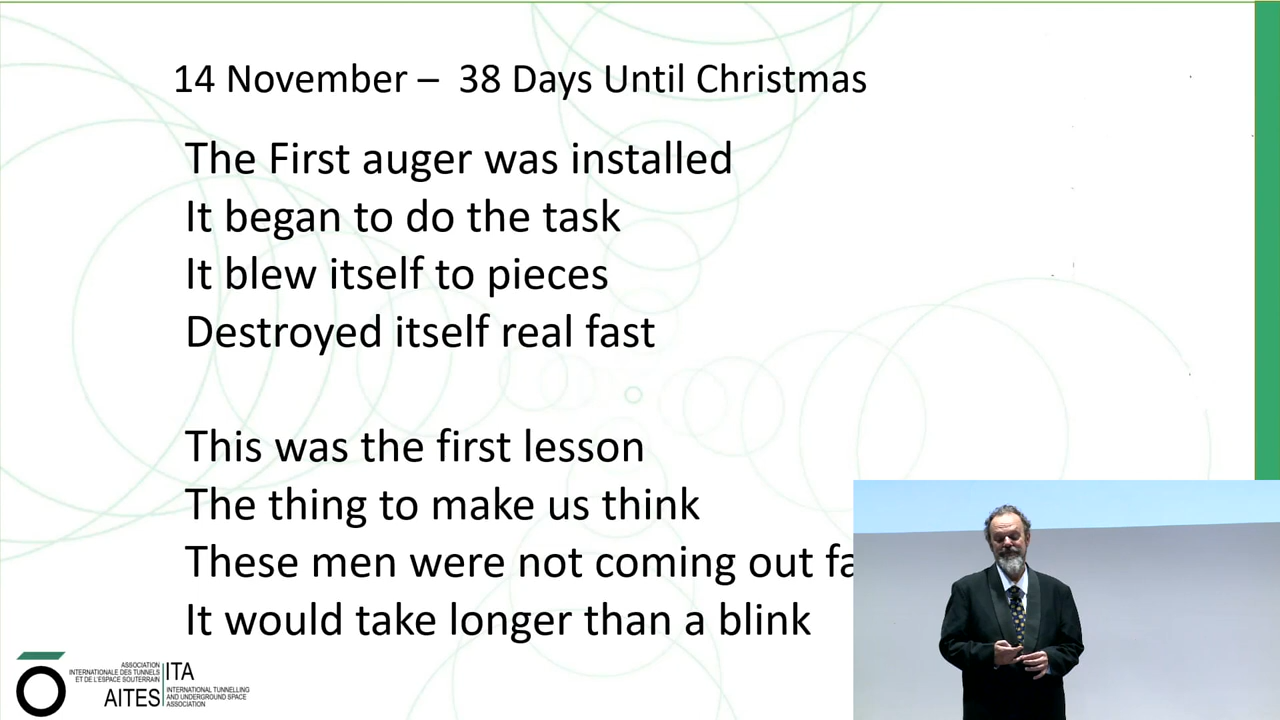 14 November – 38 Days Until Christmas
The First auger was installed
It began to do the task
It blew itself to pieces
Destroyed itself real fast
This was the first lesson
The thing to make us think
These men were not coming out
It would take longer than a blink
ASSOCIATION
INTERNATIONALE DES TUNNELS
ET DE L'ESPACE SOUTERRAIN
AITES
ITA
INTERNATIONAL TUNNELLING
AND UNDERGROUND SPACE
ASSOCIATION